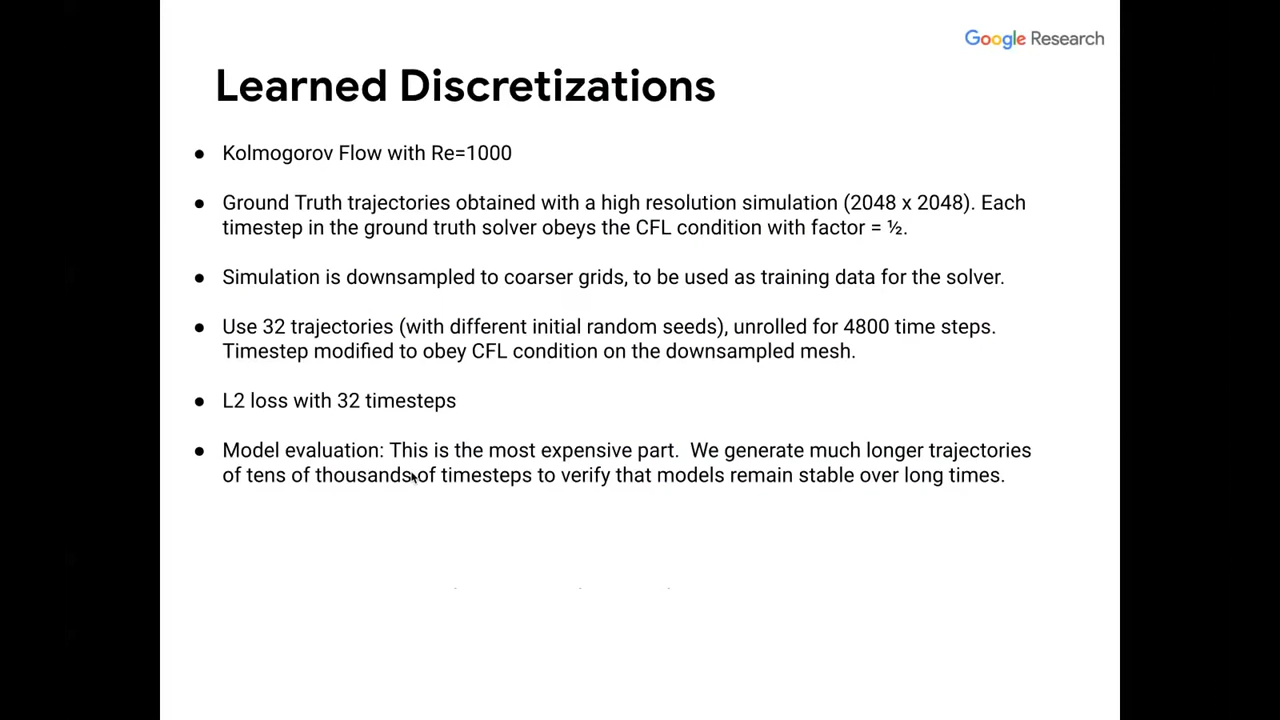 Google Research
Learned Discretizations
● Kolmogorov Flow with Re=1000
● Ground Truth trajectories obtained with a high resolution simulation (2048 x 2048). Each
timestep in the ground truth solver obeys the CFL condition with factor = ½.
● Simulation is downsampled to coarser grids, to be used as training data for the solver.
● Use 32 trajectories (with different initial random seeds), unrolled for 4800 time steps.
Timestep modified to obey CFL condition on the downsampled mesh.
● L2 loss with 32 timesteps
● Model evaluation: This is the most expensive part.  We generate much longer trajectories
of tens of thousands of timesteps to verify that models remain stable over long times.